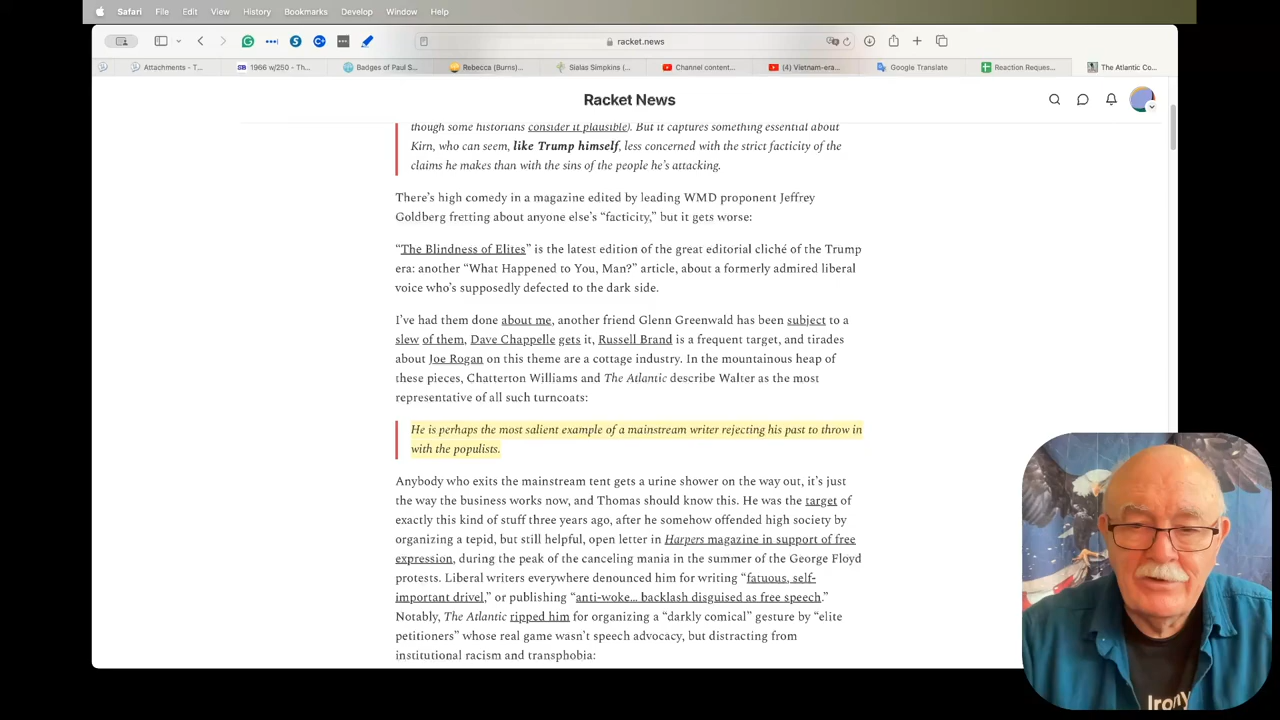 Safari File Edit View History Bookmarks Develop Window Help
racket.news
Attachments - T... 1966 w/250 - Th... Badges of Paul S... Rebecca (Burns)... Sialas Simpkins (... Channel content... (4) Vietnam-era... Google Translate Reaction Reques... The Atlantic Co...
Racket News
though some historians consider it plausible). But it captures something essential about
Kirn, who can seem, like Trump himself, less concerned with the strict facticity of the
claims he makes than with the sins of the people he’s attacking.
There’s high comedy in a magazine edited by leading WMD proponent Jeffrey
Goldberg fretting about anyone else’s “facticity,” but it gets worse:
“The Blindness of Elites” is the latest edition of the great editorial cliché of the Trump
era: another “What Happened to You, Man?” article, about a formerly admired liberal
voice who’s supposedly defected to the dark side.
I’ve had them done about me, another friend Glenn Greenwald has been subject to a
slew of them, Dave Chappelle gets it, Russell Brand is a frequent target, and tirades
about Joe Rogan on this theme are a cottage industry. In the mountainous heap of
these pieces, Chatterton Williams and The Atlantic describe Walter as the most
representative of all such turncoats:
He is perhaps the most salient example of a mainstream writer rejecting his past to throw in
with the populists.
Anybody who exits the mainstream tent gets a urine shower on the way out, it’s just
the way the business works now, and Thomas should know this. He was the target of
exactly this kind of stuff three years ago, after he somehow offended high society by
organizing a tepid, but still helpful, open letter in Harpers magazine in support of free
expression, during the peak of the canceling mania in the summer of the George Floyd
protests. Liberal writers everywhere denounced him for writing “fatuous, self-
important drivel,” or publishing “anti-woke... backlash disguised as free speech.”
Notably, The Atlantic ripped him for organizing a “darkly comical” gesture by “elite
petitioners” whose real game wasn’t speech advocacy, but distracting from
institutional racism and transphobia:
Irony